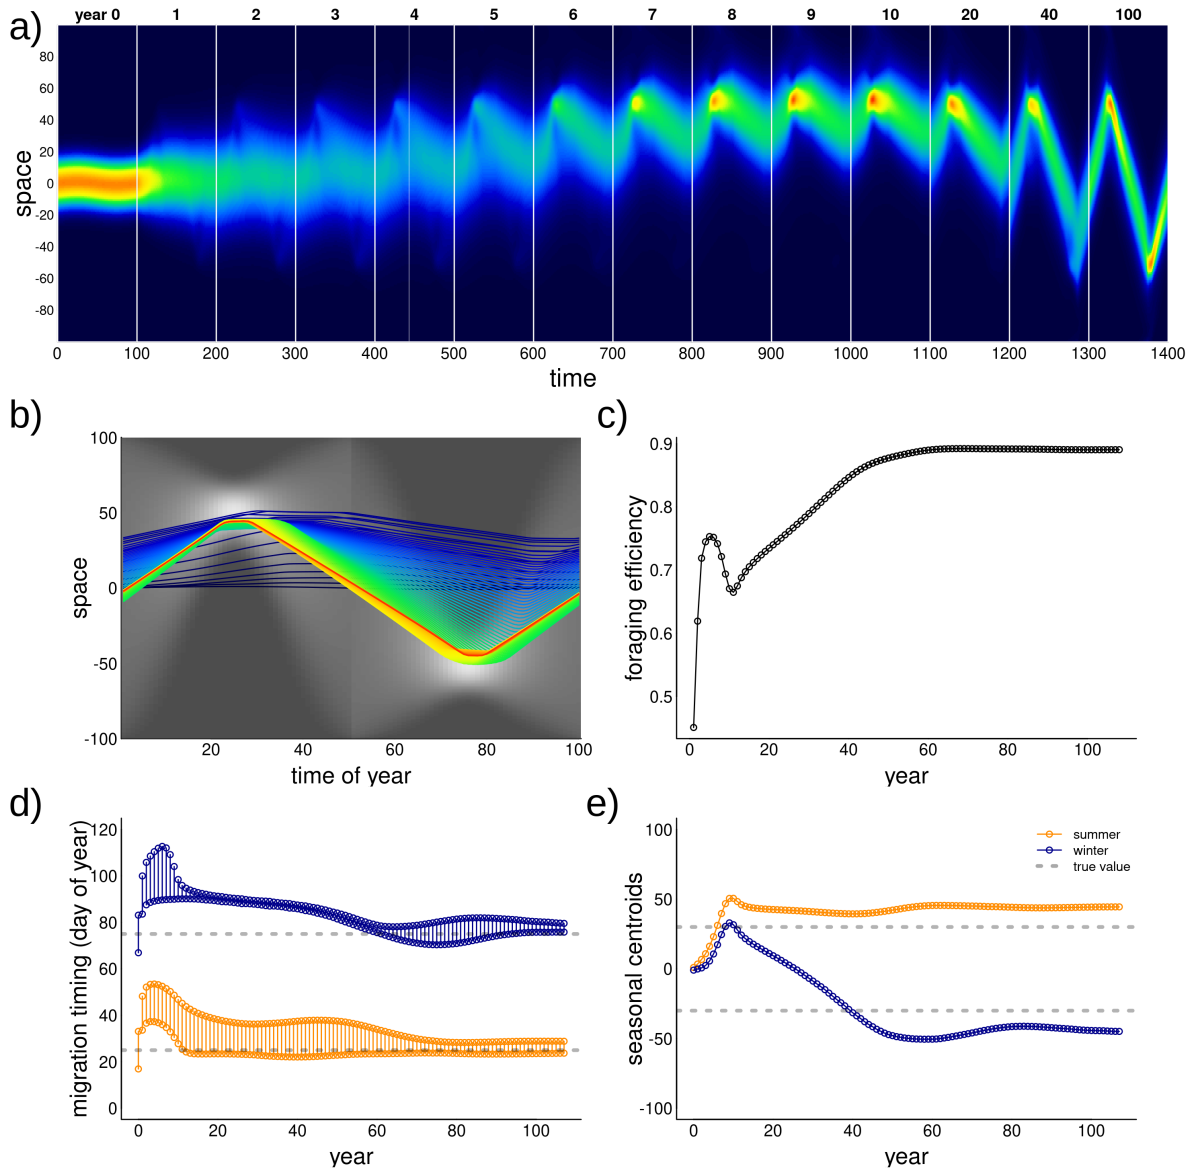 a)
year 0 1 2 3 4 5 6 7 8 9 10 20 40 100
80
60
40
20
0
-20
-40
-60
-80
space
0 100 200 300 400 500 600 700 800 900 1000 1100 1200 1300 1400
time
b)
100
50
0
-50
-100
space
20 40 60 80 100
time of year
c)
0.9
0.8
0.7
0.6
0.5
foraging efficiency
0 20 40 60 80 100
year
d)
120
100
80
60
40
20
0
migration timing (day of year)
0 20 40 60 80 100
year
e)
100
50
0
-50
-100
seasonal centroids
summer
winter
true value
0 20 40 60 80 100
year